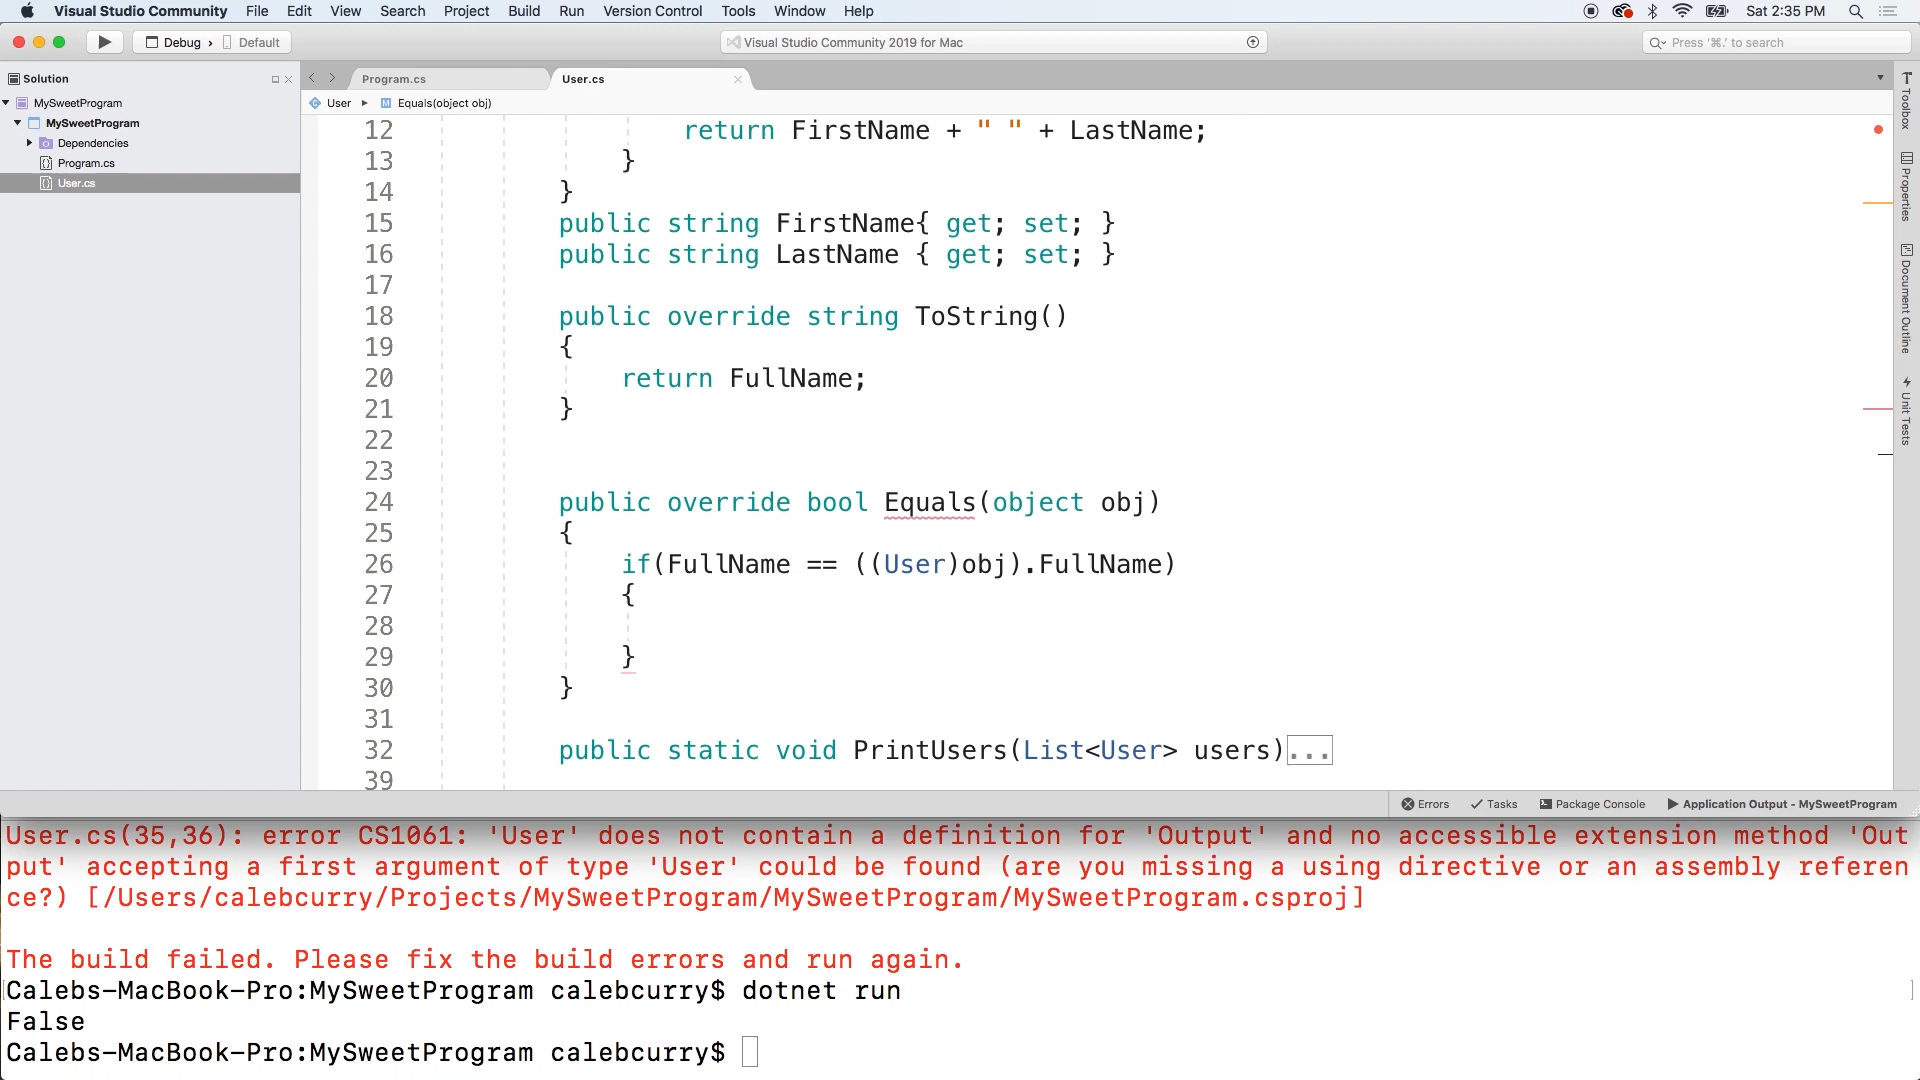 Visual Studio Community File Edit View Search Project Build Run Version Control Tools Window Help Sat 2:35 PM
Debug › Default Visual Studio Community 2019 for Mac Press '⌘.' to search
Solution
MySweetProgram
MySweetProgram
Dependencies
Program.cs
User.cs
Program.cs User.cs
User Equals(object obj)
12 return FirstName + " " + LastName;
13 }
14 }
15 public string FirstName{ get; set; }
16 public string LastName { get; set; }
17
18 public override string ToString()
19 {
20 return FullName;
21 }
22
23
24 public override bool Equals(object obj)
25 {
26 if(FullName == ((User)obj).FullName)
27 {
28
29 }
30 }
31
32 public static void PrintUsers(List<User> users)...
39
Toolbox
Properties
Document Outline
Unit Tests
Errors Tasks Package Console Application Output - MySweetProgram
User.cs(35,36): error CS1061: 'User' does not contain a definition for 'Output' and no accessible extension method 'Out
put' accepting a first argument of type 'User' could be found (are you missing a using directive or an assembly referen
ce?) [/Users/calebcurry/Projects/MySweetProgram/MySweetProgram/MySweetProgram.csproj]
The build failed. Please fix the build errors and run again.
Calebs-MacBook-Pro:MySweetProgram calebcurry$ dotnet run
False
Calebs-MacBook-Pro:MySweetProgram calebcurry$